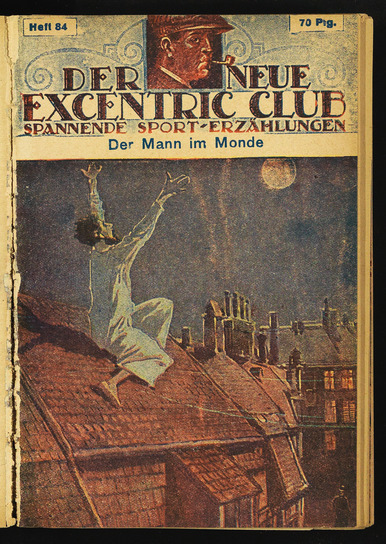 Heft 84
70 Pfg.
DER NEUE
EXCENTRIC CLUB
SPANNENDE SPORT-ERZÄHLUNGEN
Der Mann im Monde